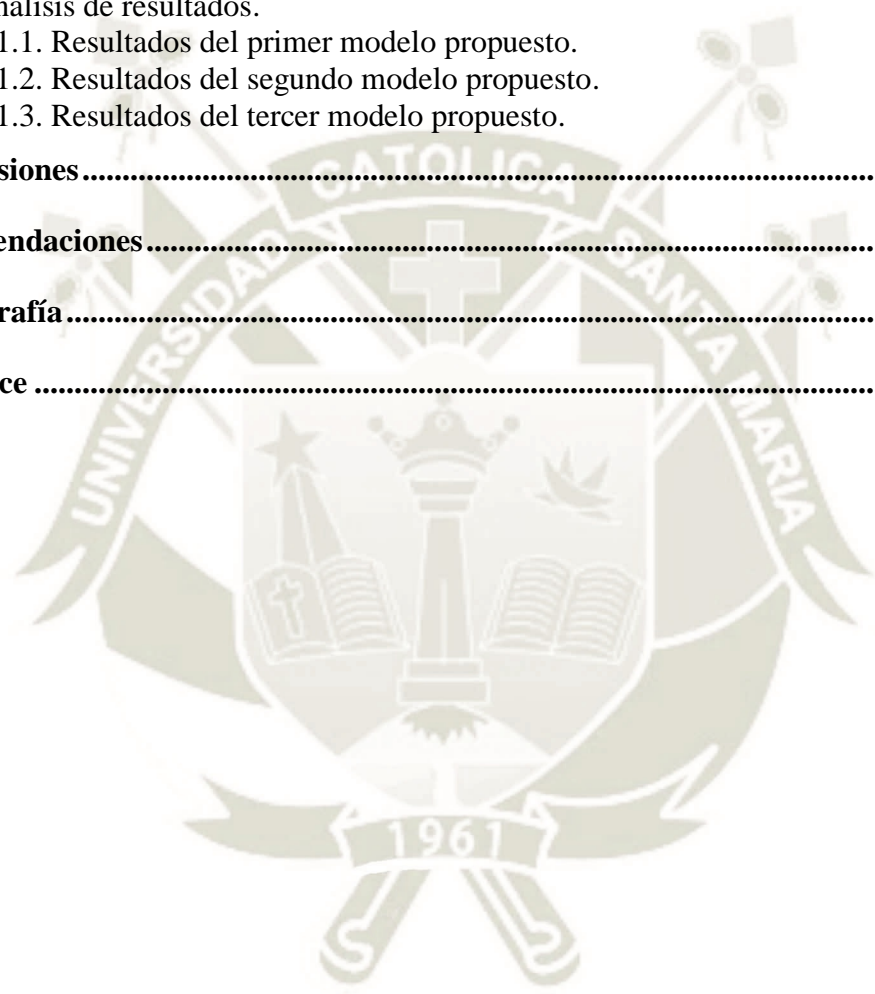 nálisis de resultados.
1.1. Resultados del primer modelo propuesto.
1.2. Resultados del segundo modelo propuesto.
1.3. Resultados del tercer modelo propuesto.
siones....................................................................................................
endaciones............................................................................................
rafía......................................................................................................
ce .........................................................................................................
UNIVERSIDAD CATOLICA SANTA MARIA
1961